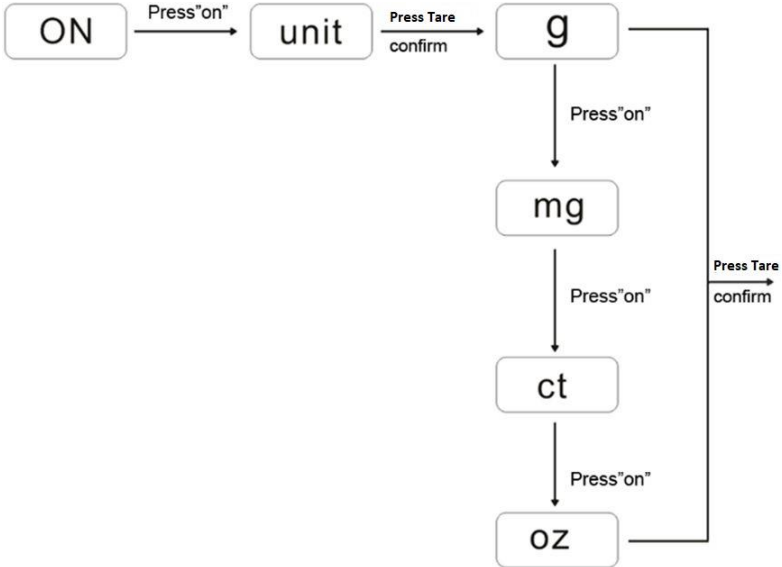 ON
Press”on”
unit
Press Tare
confirm
g
Press”on”
mg
Press”on”
Press Tare
confirm
ct
Press”on”
oz